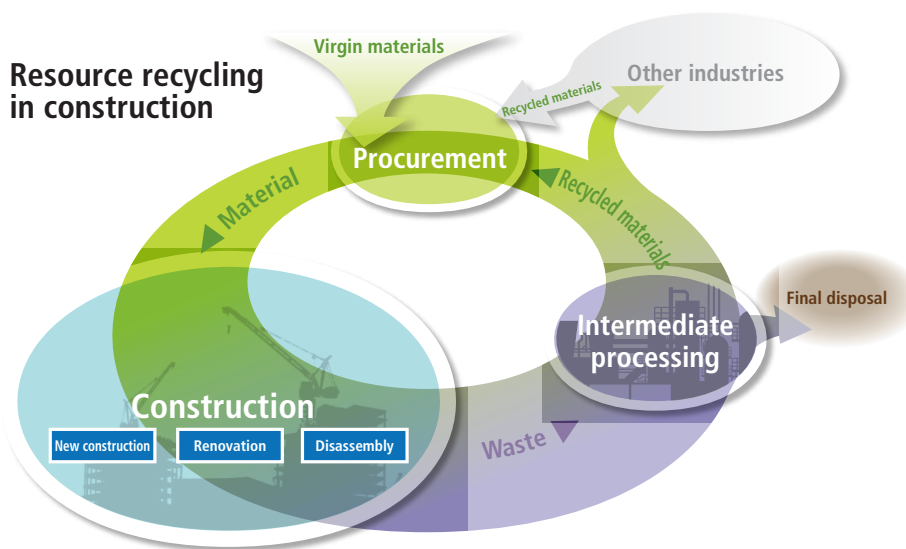 Resource recycling
in construction
Virgin materials
Other industries
Recycled materials
Procurement
Material
Recycled materials
Final disposal
Intermediate
processing
Construction
New construction
Renovation
Disassembly
Waste